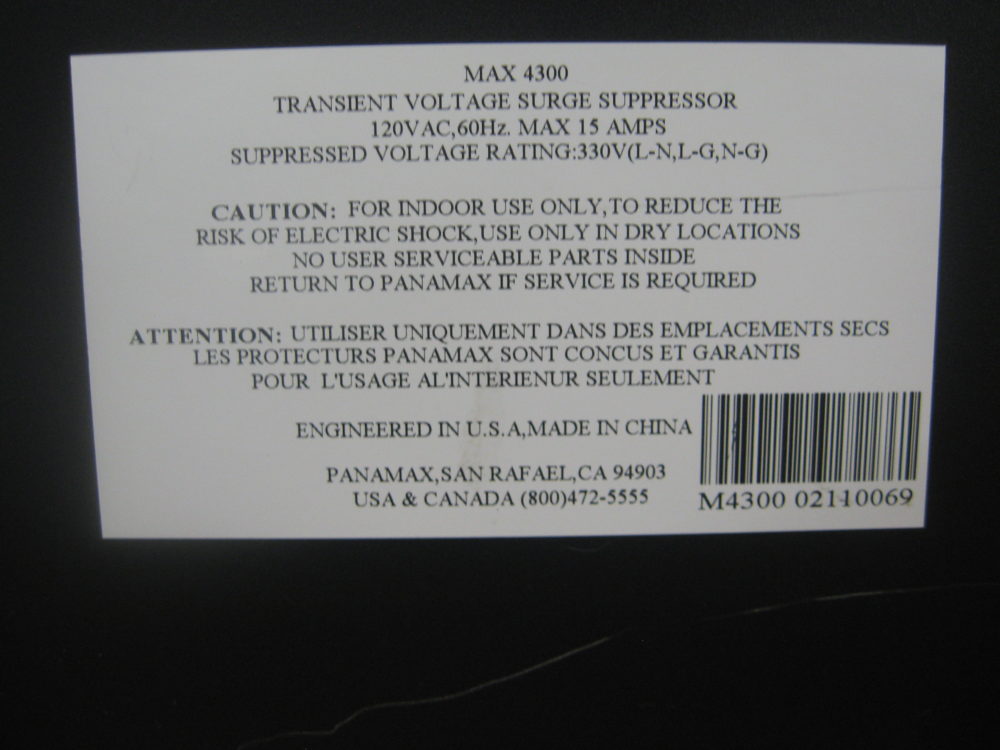 MAX 4300
TRANSIENT VOLTAGE SURGE SUPPRESSOR
120VAC,60Hz. MAX 15 AMPS
SUPPRESSED VOLTAGE RATING:330V(L-N,L-G,N-G)
CAUTION: FOR INDOOR USE ONLY,TO REDUCE THE
RISK OF ELECTRIC SHOCK,USE ONLY IN DRY LOCATIONS
NO USER SERVICEABLE PARTS INSIDE
RETURN TO PANAMAX IF SERVICE IS REQUIRED
ATTENTION: UTILISER UNIQUEMENT DANS DES EMPLACEMENTS SECS
LES PROTECTURS PANAMAX SONT CONCUS ET GARANTIS
POUR L'USAGE AL'INTERIENUR SEULEMENT
ENGINEERED IN U.S.A,MADE IN CHINA
PANAMAX,SAN RAFAEL,CA 94903
USA & CANADA (800)472-5555
M4300 02110069